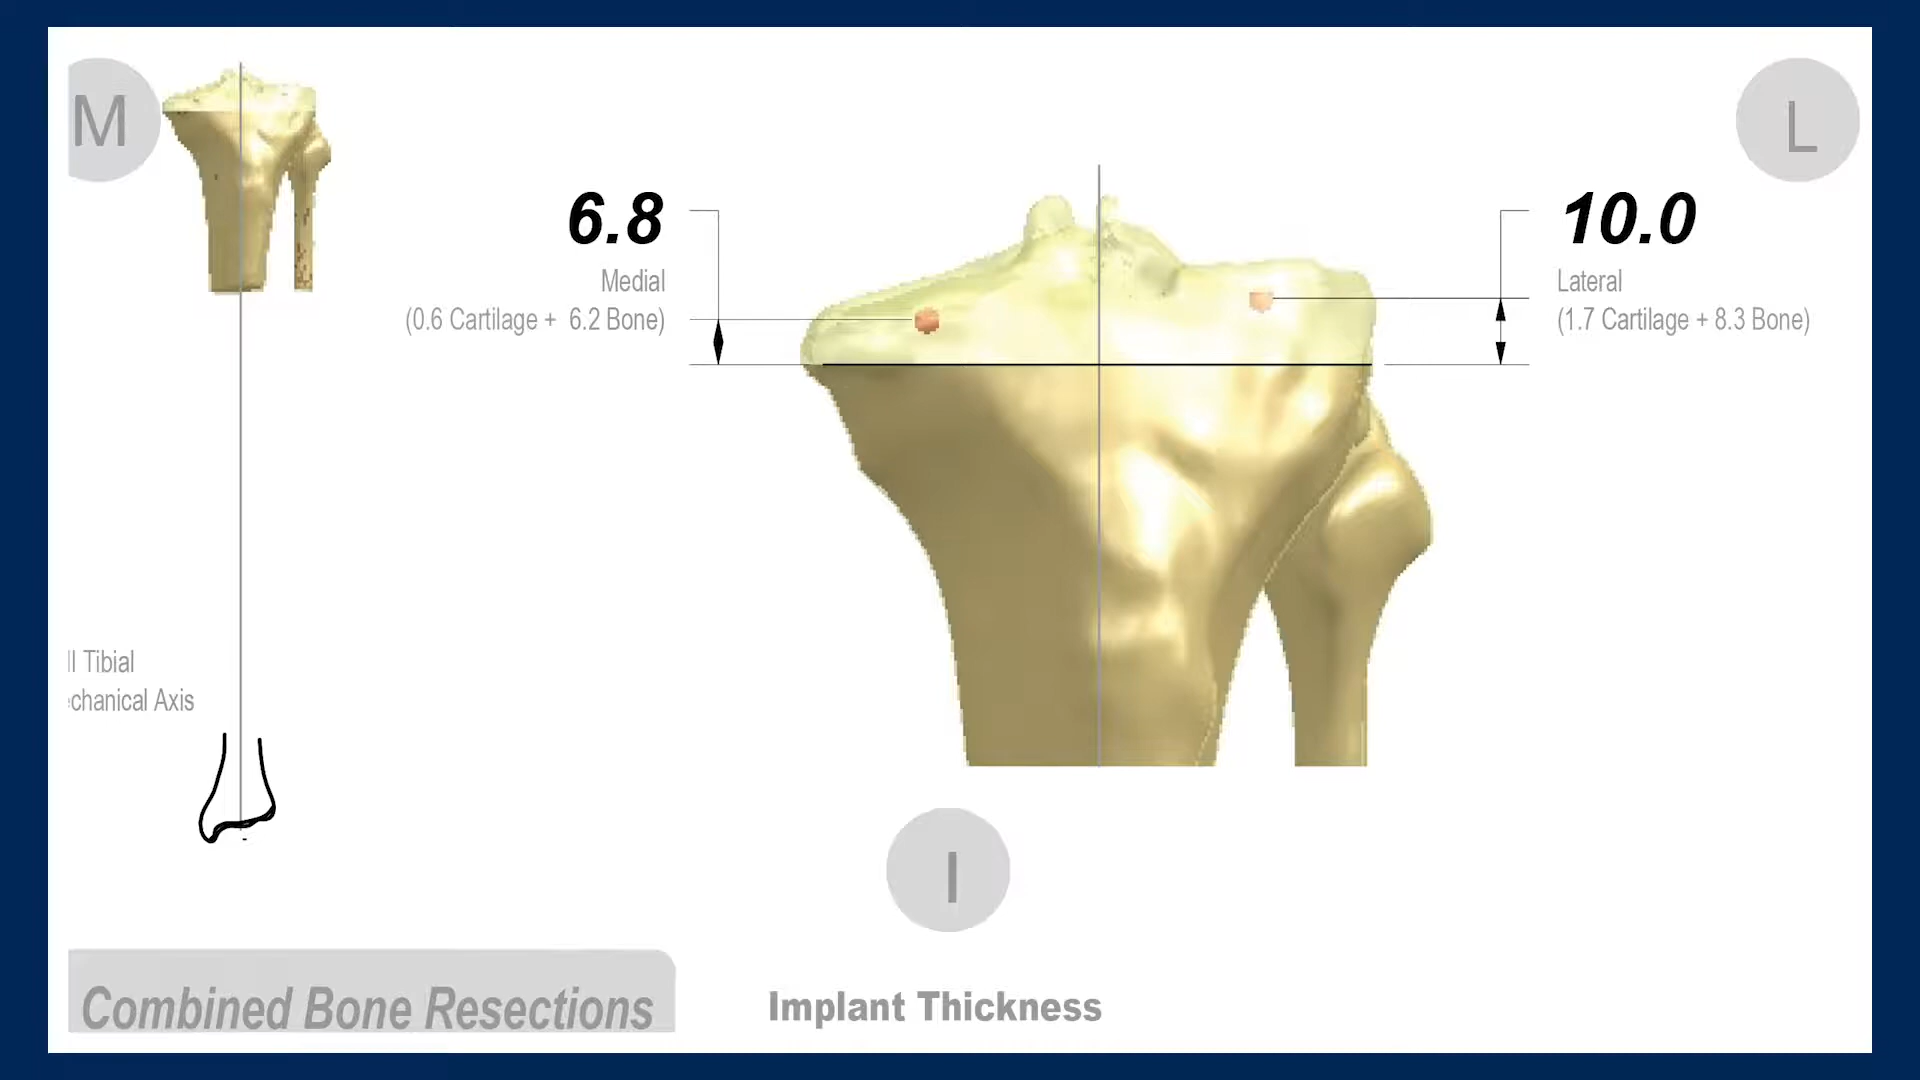 M
L
6.8
Medial
(0.6 Cartilage + 6.2 Bone)
10.0
Lateral
(1.7 Cartilage + 8.3 Bone)
ll Tibial
echanical Axis
I
Combined Bone Resections
Implant Thickness